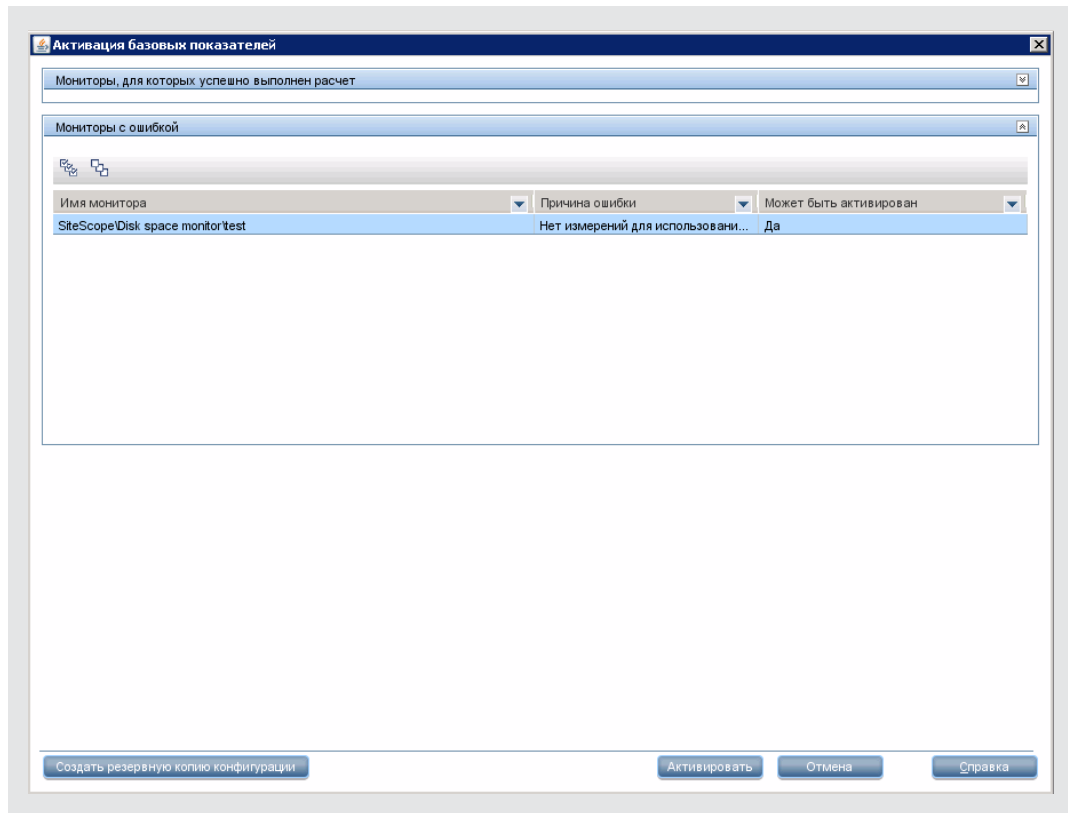 Активация базовых показателей
Мониторы, для которых успешно выполнен расчет
Мониторы с ошибкой
Имя монитора Причина ошибки Может быть активирован
SiteScope\Disk space monitor\test Нет измерений для использовани... Да
Создать резервную копию конфигурации Активировать Отмена Справка